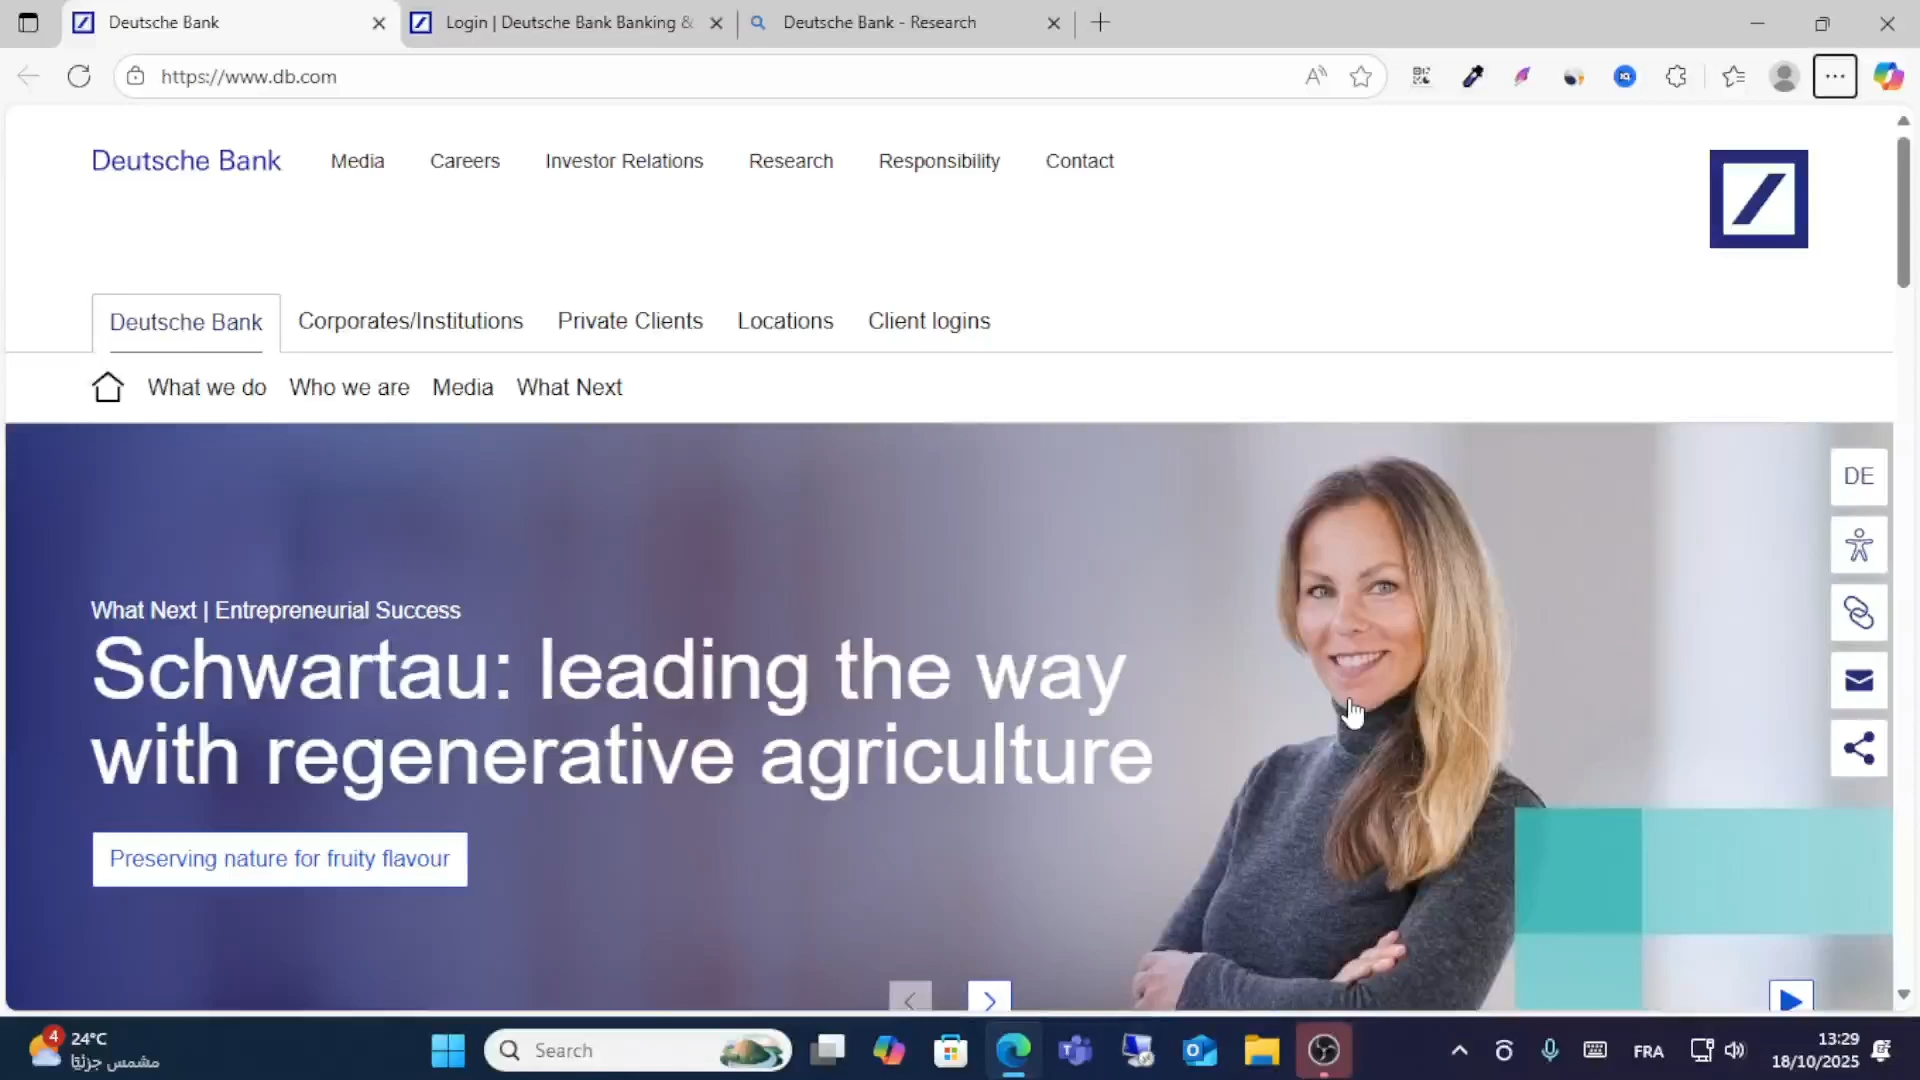 Deutsche Bank
Login | Deutsche Bank Banking &
Deutsche Bank - Research
https://www.db.com
Deutsche Bank
Media
Careers
Investor Relations
Research
Responsibility
Contact
Deutsche Bank
Corporates/Institutions
Private Clients
Locations
Client logins
What we do
Who we are
Media
What Next
DE
What Next | Entrepreneurial Success
Schwartau: leading the way
with regenerative agriculture
Preserving nature for fruity flavour
4
24°C
مشمس جزئيًا
Search
FRA
13:29
18/10/2025